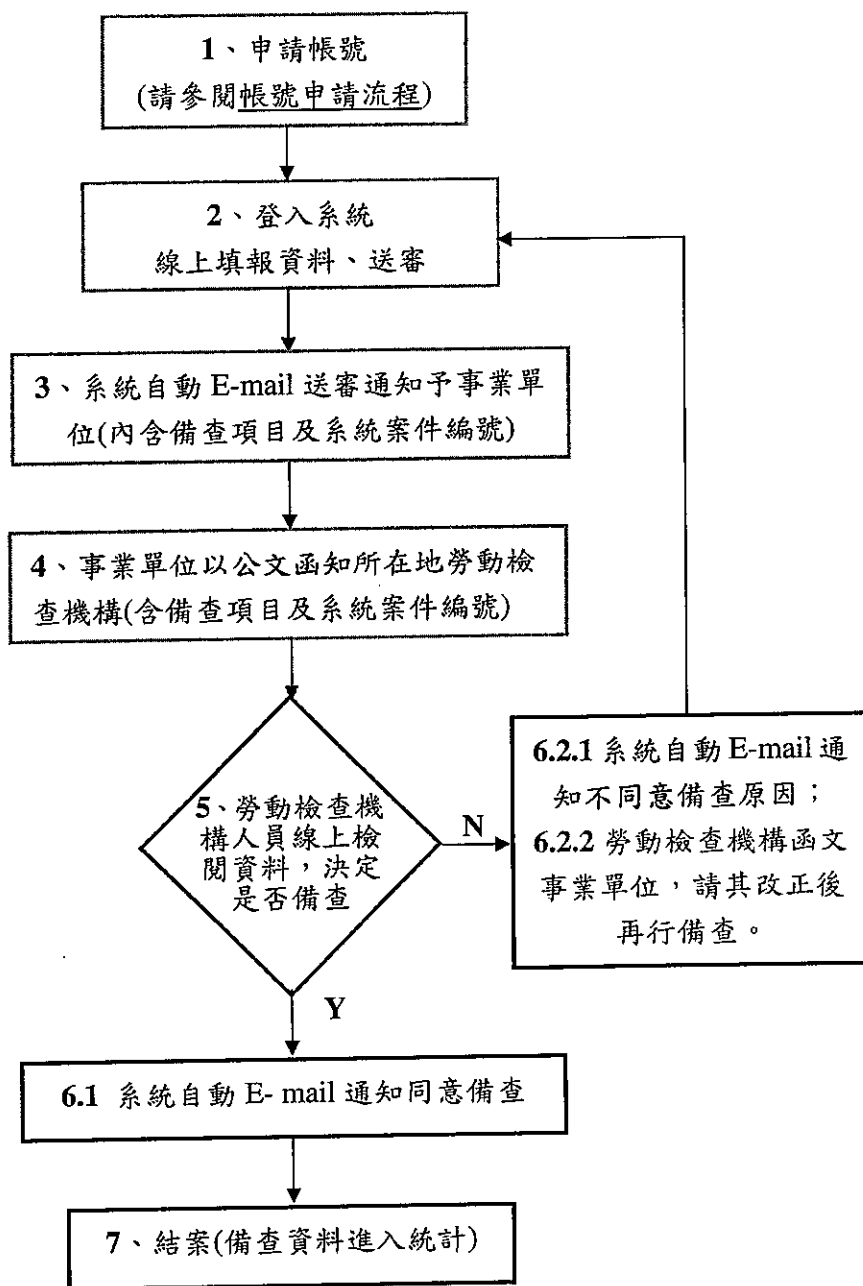 1、申請帳號
(請參閱帳號申請流程)
2、登入系統
線上填報資料、送審
3、系統自動 E-mail 送審通知予事業單
位(內含備查項目及系統案件編號)
4、事業單位以公文函知所在地勞動檢
查機構(含備查項目及系統案件編號)
5、勞動檢查機
構人員線上檢
閱資料，決定
是否備查
N
6.2.1 系統自動 E-mail 通
知不同意備查原因；
6.2.2 勞動檢查機構函文
事業單位，請其改正後
再行備查。
Y
6.1 系統自動 E- mail 通知同意備查
7、結案(備查資料進入統計)